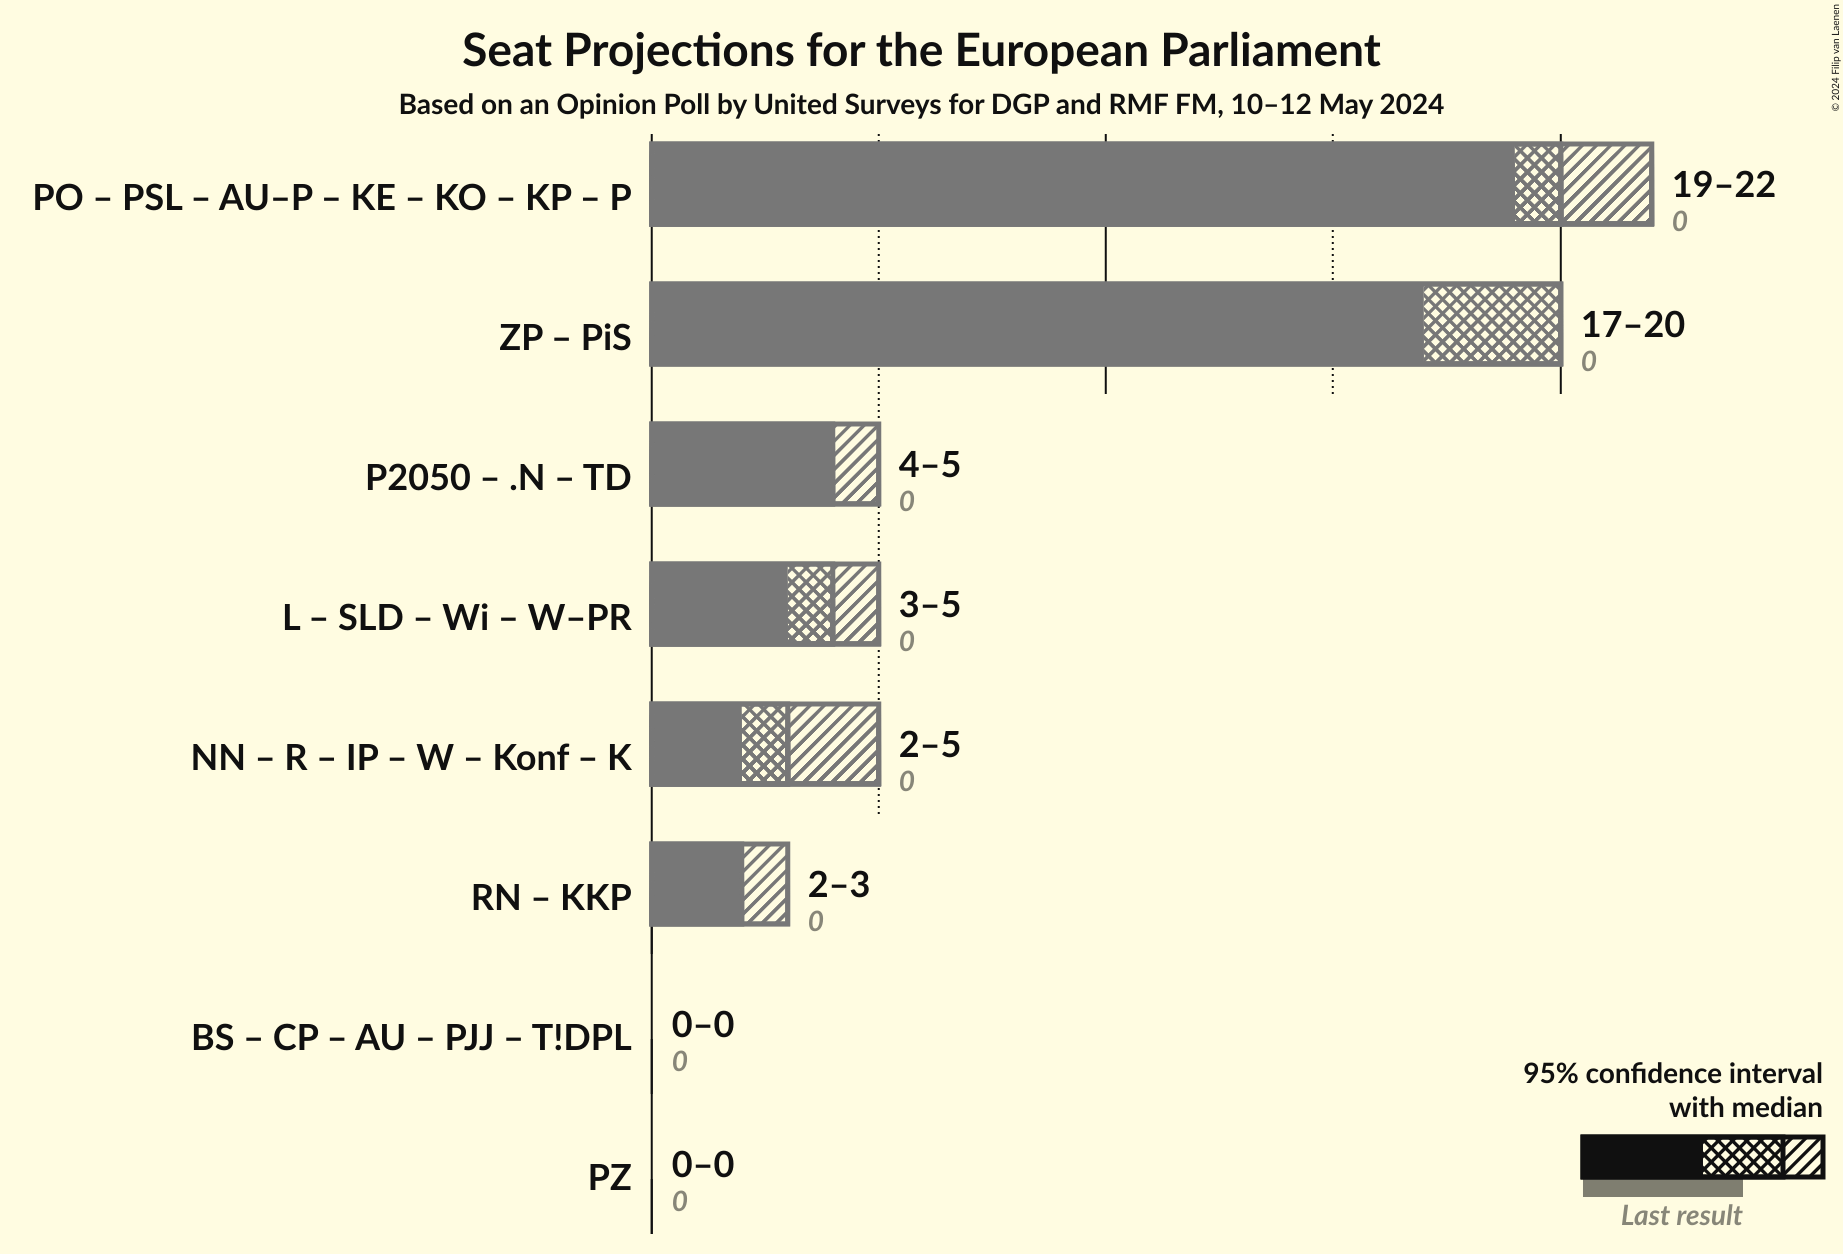 Seat Projections for the European Parliament
Based on an Opinion Poll by United Surveys for DGP and RMF FM, 10–12 May 2024
© 2024 Filip van Laenen
PO – PSL – AU–P – KE – KO – KP – P
19–22
0
ZP – PiS
17–20
0
P2050 – .N – TD
4–5
0
L – SLD – Wi – W–PR
3–5
0
NN – R – IP – W – Konf – K
2–5
0
RN – KKP
2–3
0
BS – CP – AU – PJJ – T!DPL
0–0
0
PZ
0–0
0
95% confidence interval
with median
Last result